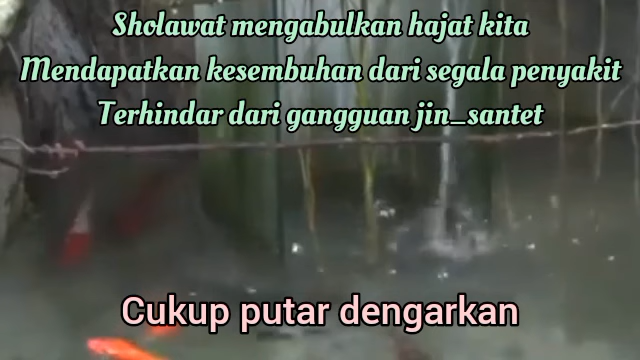 Sholawat mengabulkan hajat kita
Mendapatkan kesembuhan dari segala penyakit
Terhindar dari gangguan jin_santet
Cukup putar dengarkan